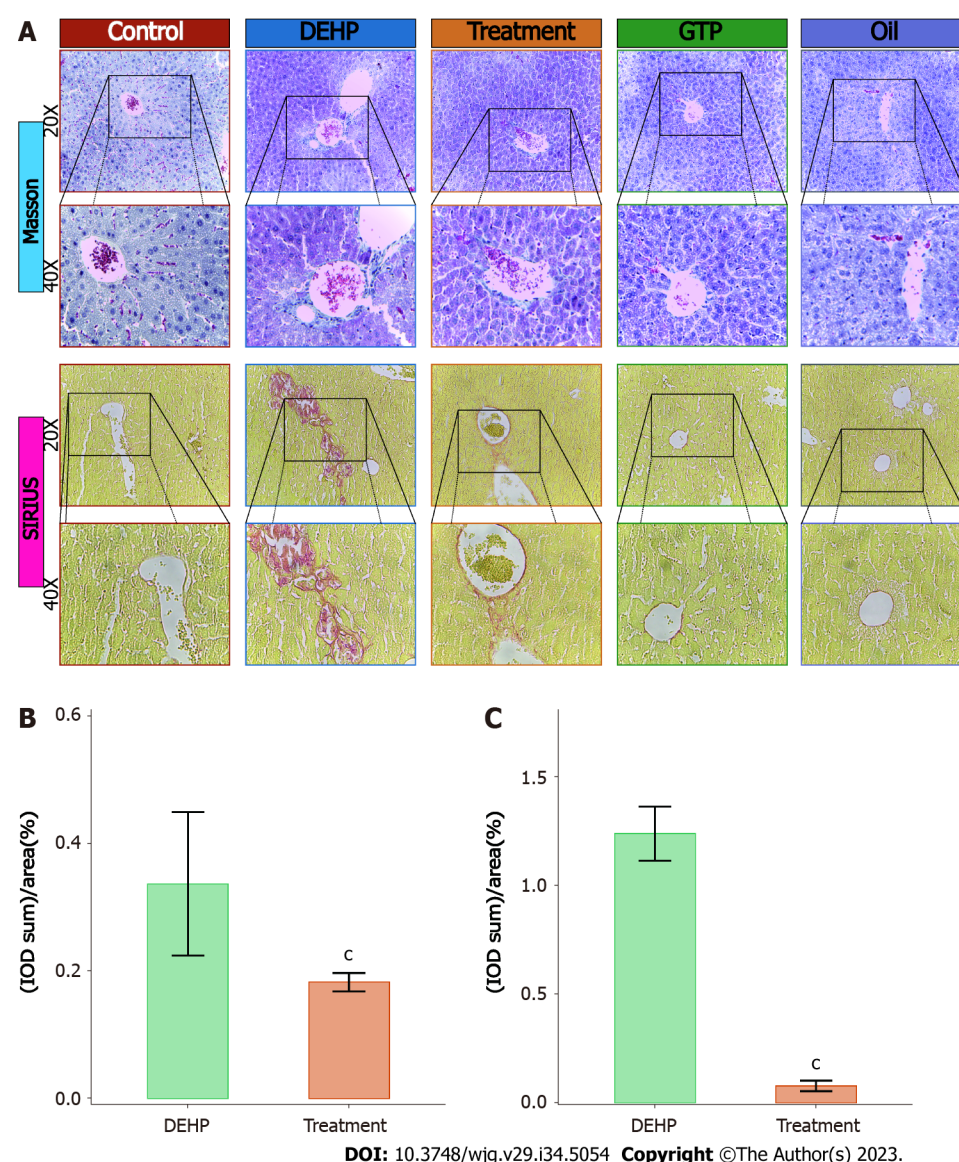 A
Control DEHP Treatment GTP Oil
20X
Masson
40X
20X
SIRIUS
40X
B
0.6
0.4
0.2
0.0
(IOD sum)/area(%)
c
DEHP Treatment
C
1.5
1.0
0.5
0.0
(IOD sum)/area(%)
c
DEHP Treatment
DOI: 10.3748/wjg.v29.i34.5054 Copyright ©The Author(s) 2023.